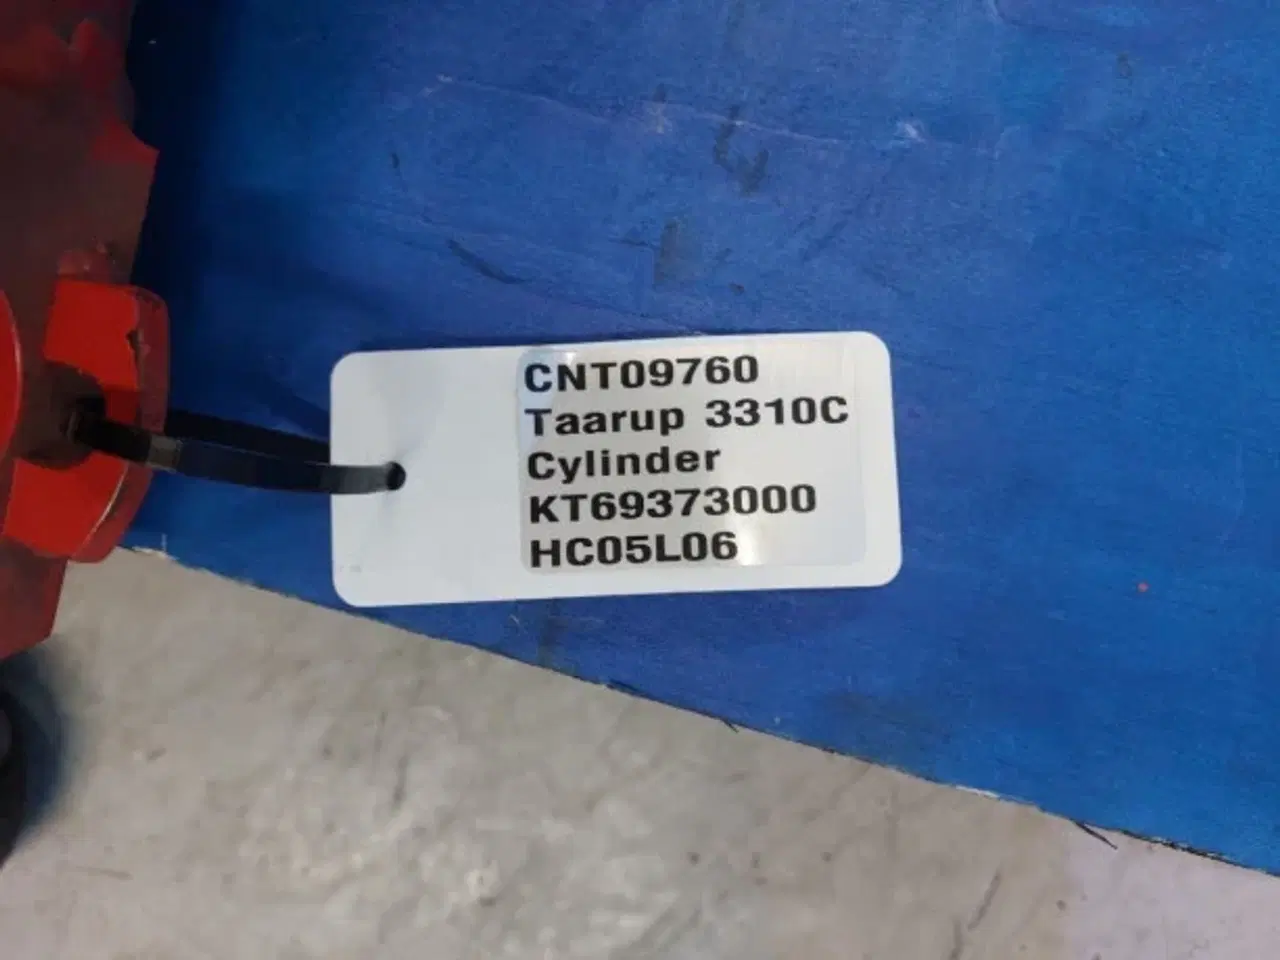 CNT09760
Taarup 3310C
Cylinder
KT69373000
HC05L06